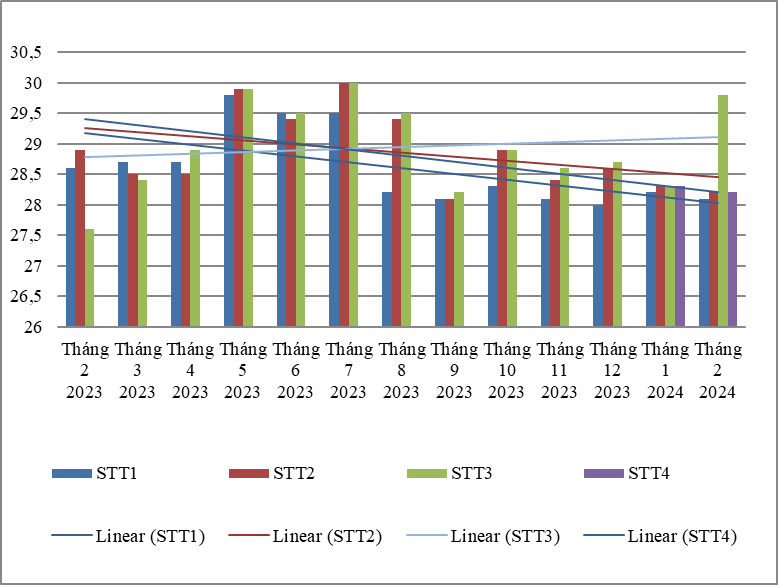 30,5
30
29,5
29
28,5
28
27,5
27
26,5
26
Tháng 2 2023
Tháng 3 2023
Tháng 4 2023
Tháng 5 2023
Tháng 6 2023
Tháng 7 2023
Tháng 8 2023
Tháng 9 2023
Tháng 10 2023
Tháng 11 2023
Tháng 12 2023
Tháng 1 2024
Tháng 2 2024
STT1 STT2 STT3 STT4
Linear (STT1) Linear (STT2) Linear (STT3) Linear (STT4)